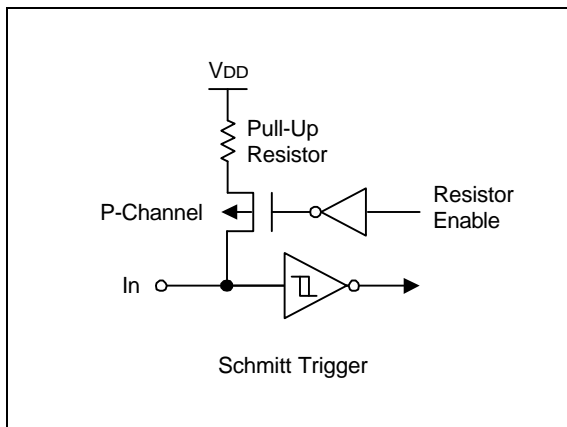 VDD
Pull-Up
Resistor
P-Channel
Resistor
Enable
In
Schmitt Trigger